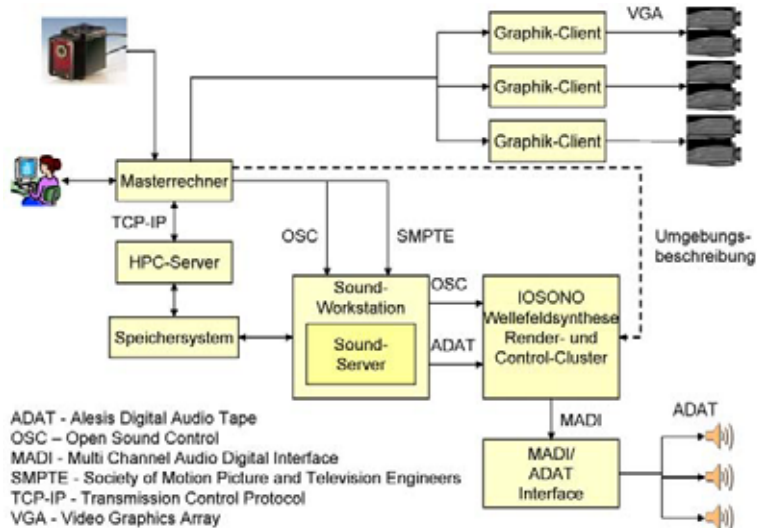 VGA
Graphik-Client
Graphik-Client
Graphik-Client
Masterrechner
TCP-IP
OSC
SMPTE
Umgebungs-
beschreibung
HPC-Server
Sound-
Workstation
OSC
IOSONO
Wellefeldsynthese
Render- und
Control-Cluster
Speichersystem
Sound-
Server
ADAT
MADI
ADAT
MADI/
ADAT
Interface
ADAT - Alesis Digital Audio Tape
OSC – Open Sound Control
MADI - Multi Channel Audio Digital Interface
SMPTE - Society of Motion Picture and Television Engineers
TCP-IP - Transmission Control Protocol
VGA - Video Graphics Array